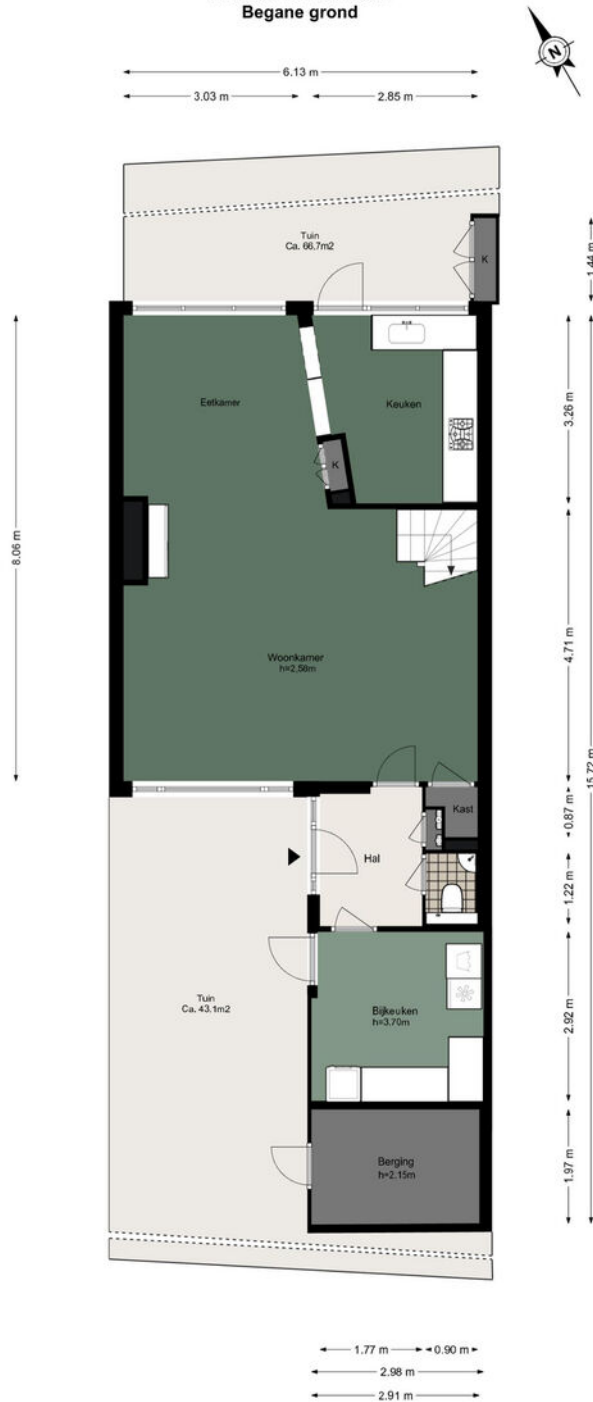 Begane grond
N
6.13 m
3.03 m
2.85 m
Tuin
Ca. 66,7m2
K
1.44 m
Eetkamer
Keuken
3.26 m
K
8.06 m
Woonkamer
h=2,58m
4.71 m
15.72 m
Kast
0.87 m
Hal
1.22 m
Tuin
Ca. 43,1m2
Bijkeuken
h=3.70m
2.92 m
Berging
h=2.15m
1.97 m
1.77 m
0.90 m
2.98 m
2.91 m